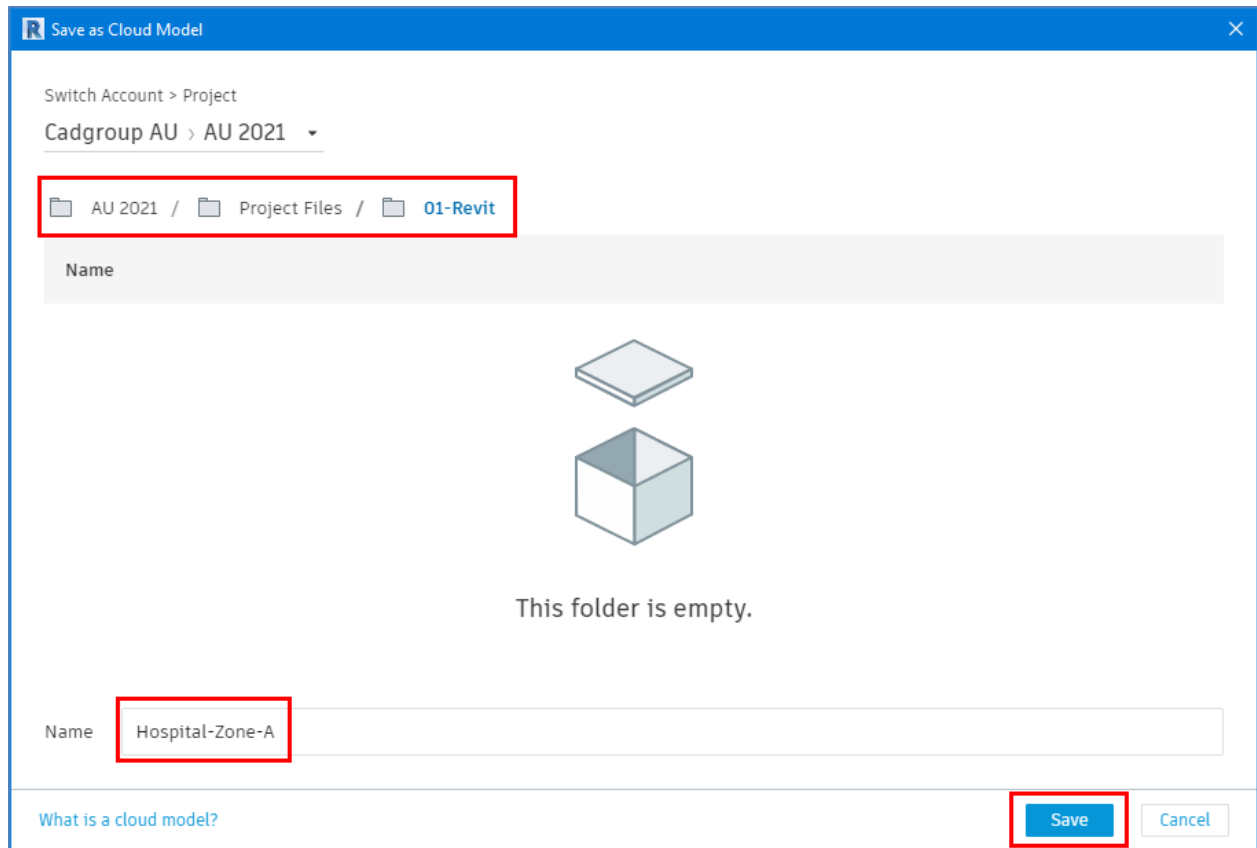 R Save as Cloud Model
Switch Account > Project
Cadgroup AU › AU 2021
AU 2021 / Project Files / 01-Revit
Name
This folder is empty.
Name Hospital-Zone-A
What is a cloud model? Save Cancel